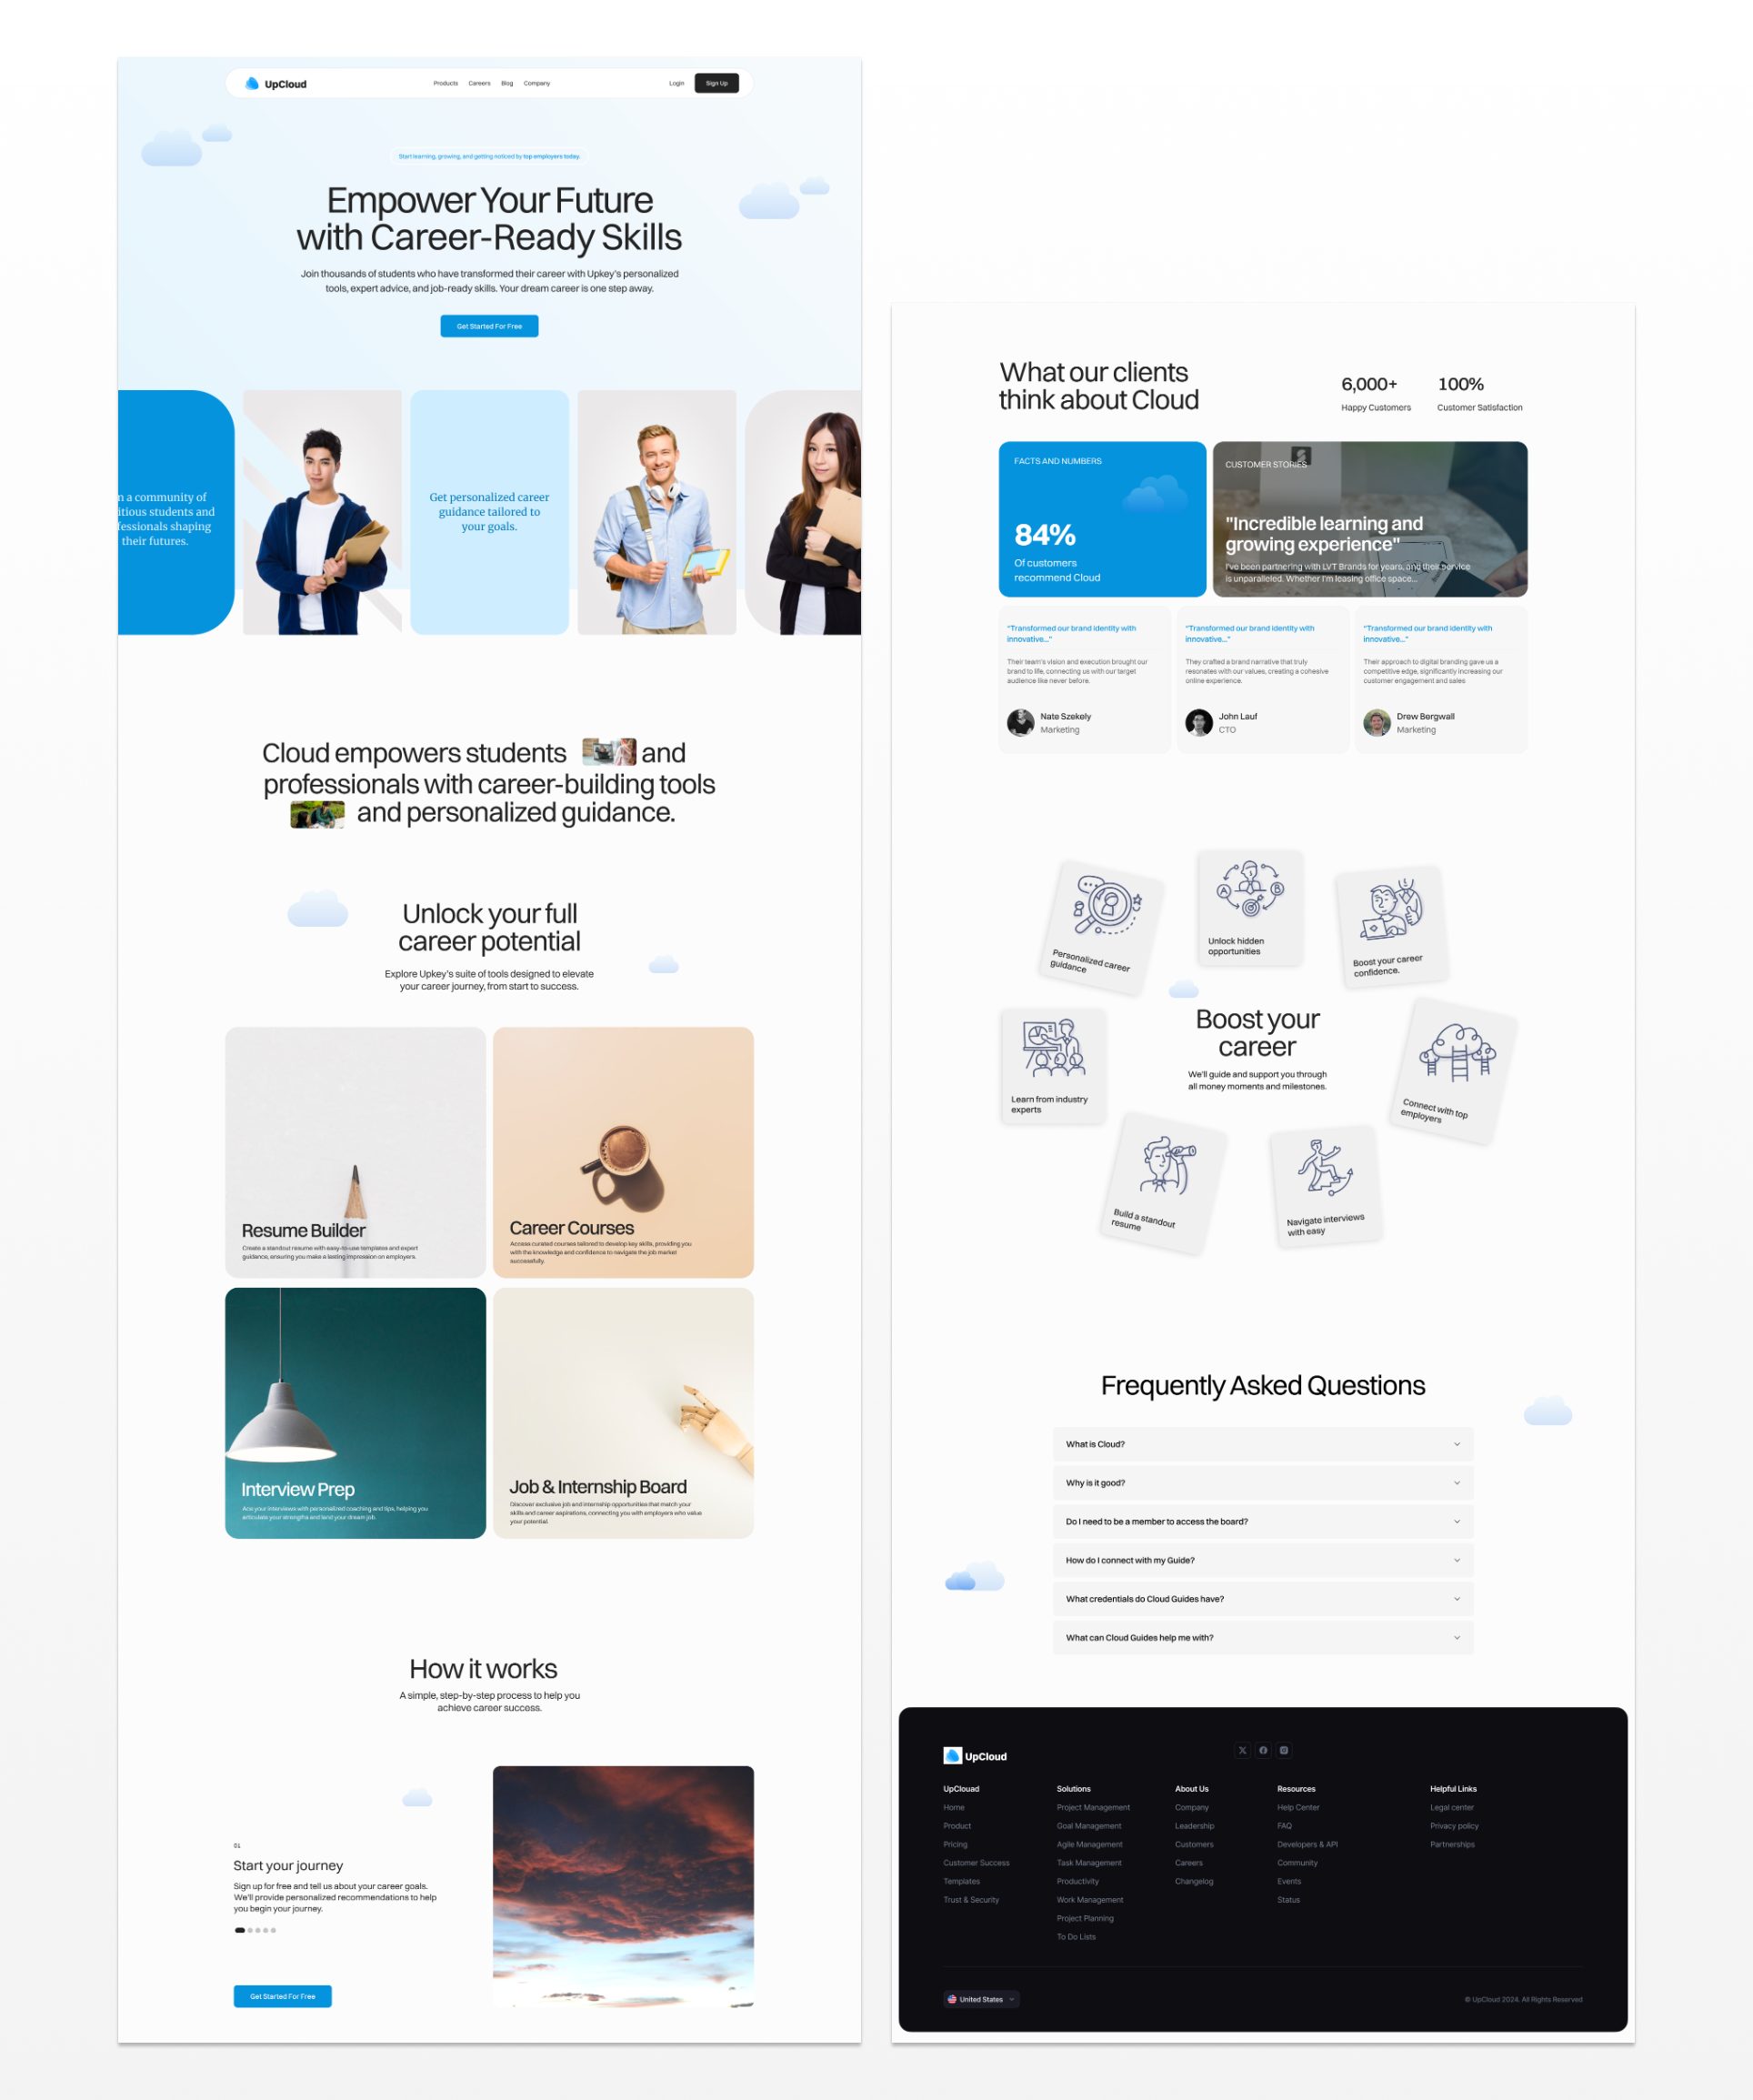 UpCloud
Products Careers Blog Company
Login Sign Up
Start learning, growing, and getting noticed by top employers today.
Empower Your Future
with Career-Ready Skills
Join thousands of students who have transformed their career with Upkey's personalized
tools, expert advice, and job-ready skills. Your dream career is one step away.
Get Started For Free
n a community of
itious students and
fessionals shaping
their futures.
Get personalized career
guidance tailored to
your goals.
Cloud empowers students and
professionals with career-building tools
and personalized guidance.
Unlock your full
career potential
Explore Upkey's suite of tools designed to elevate
your career journey, from start to success.
Resume Builder
Create a standout resume with easy-to-use templates and expert
guidance, ensuring you make a lasting impression on employers.
Career Courses
Access curated courses tailored to develop key skills, providing you
with the knowledge and confidence to navigate the job market
successfully.
Interview Prep
Ace your interviews with personalized coaching and tips, helping you
articulate your strengths and land your dream job.
Job & Internship Board
Discover exclusive job and internship opportunities that match your
skills and career aspirations, connecting you with employers who value
your potential.
How it works
A simple, step-by-step process to help you
achieve career success.
01
Start your journey
Sign up for free and tell us about your career goals.
We'll provide personalized recommendations to help
you begin your journey.
Get Started For Free
What our clients
think about Cloud
6,000+
Happy Customers
100%
Customer Satisfaction
FACTS AND NUMBERS
84%
Of customers
recommend Cloud
CUSTOMER STORIES
"Incredible learning and
growing experience"
I've been partnering with LVT Brands for years, and their service
is unparalleled. Whether I'm leasing office space...
"Transformed our brand identity with
innovative..."
Their team's vision and execution brought our
brand to life, connecting us with our target
audience like never before.
Nate Szekely
Marketing
"Transformed our brand identity with
innovative..."
They crafted a brand narrative that truly
resonates with our values, creating a cohesive
online experience.
John Lauf
CTO
"Transformed our brand identity with
innovative..."
Their approach to digital branding gave us a
competitive edge, significantly increasing our
customer engagement and sales
Drew Bergwall
Marketing
Personalized career
guidance
A
B
Unlock hidden
opportunities
Boost your career
confidence.
Boost your
career
We'll guide and support you through
all money moments and milestones.
Learn from industry
experts
Connect with top
employers
Build a standout
resume
Navigate interviews
with easy
Frequently Asked Questions
What is Cloud?
Why is it good?
Do I need to be a member to access the board?
How do I connect with my Guide?
What credentials do Cloud Guides have?
What can Cloud Guides help me with?
UpCloud
UpClouad
Home
Product
Pricing
Customer Success
Templates
Trust & Security
Solutions
Project Management
Goal Management
Agile Management
Task Management
Productivity
Work Management
Project Planning
To Do Lists
About Us
Company
Leadership
Customers
Careers
Changelog
Resources
Help Center
FAQ
Developers & API
Community
Events
Status
Helpful Links
Legal center
Privacy policy
Partnerships
United States
© UpCloud 2024. All Rights Reserved